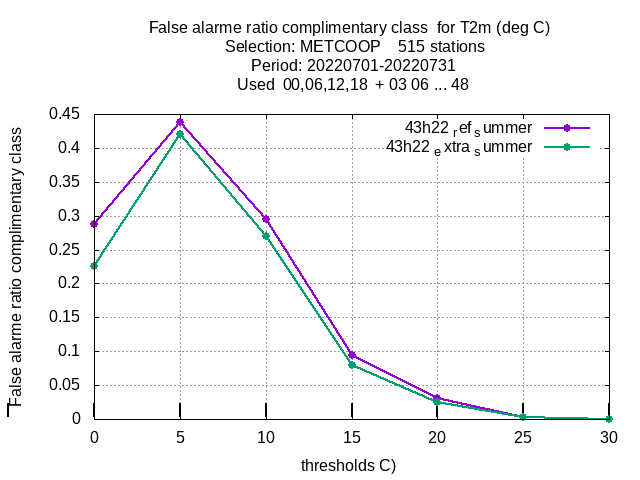 False alarme ratio complimentary class for T2m (deg C)
Selection: METCOOP 515 stations
Period: 20220701-20220731
Used 00,06,12,18 + 03 06 ... 48
43h22 ref summer
43h22 extra summer
False alarme ratio complimentary class
0.45
0.4
0.35
0.3
0.25
0.2
0.15
0.1
0.05
0
0 5 10 15 20 25 30
thresholds C)